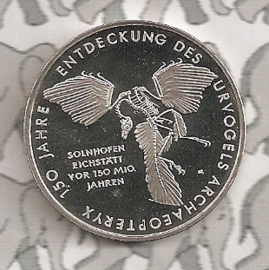 150 JAHRE ENTDECKUNG DES URVOGELS ARCHAEOPTERYX
SOLNHOFEN
EICHSTÄTT
VOR 150 MIO.
JAHREN